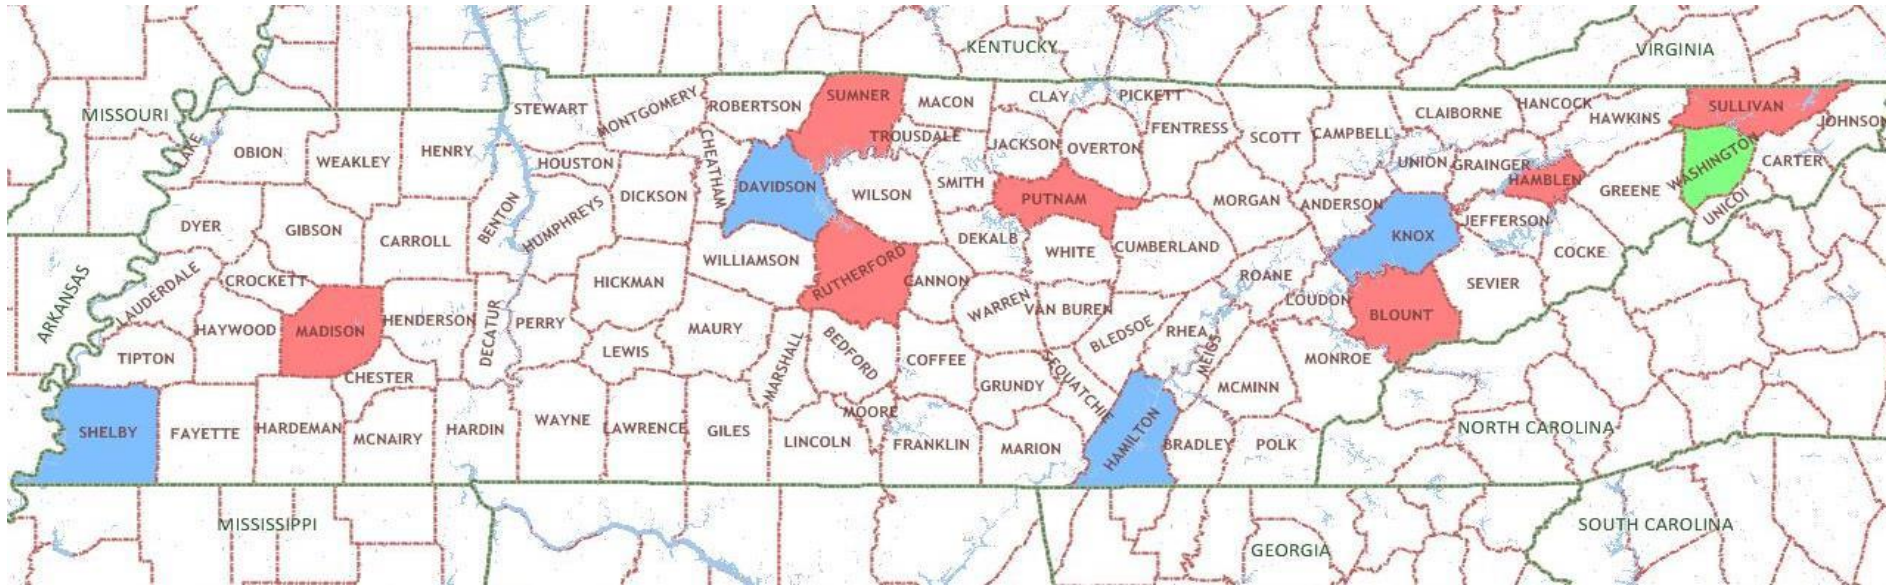 KENTUCKY
VIRGINIA
MISSOURI
STEWART
MONTGOMERY
ROBERTSON
SUMNER
MACON
CLAY
PICKETT
CLAIBORNE
HANCOCK
HAWKINS
SULLIVAN
JOHNSON
LAKE
OBION
WEAKLEY
HENRY
HOUSTON
CHEATHAM
TROUSDALE
JACKSON
OVERTON
FENTRESS
SCOTT
CAMPBELL
UNION
GRAINGER
HAMBLEN
GREENE
WASHINGTON
CARTER
UNICOI
DYER
GIBSON
CARROLL
BENTON
HUMPHREYS
DICKSON
DAVIDSON
WILSON
SMITH
PUTNAM
MORGAN
ANDERSON
KNOX
JEFFERSON
COCKE
ARKANSAS
LAUDERDALE
CROCKETT
HICKMAN
WILLIAMSON
RUTHERFORD
CANNON
DEKALB
WHITE
CUMBERLAND
ROANE
LOUDON
BLOUNT
SEVIER
TIPTON
HAYWOOD
MADISON
HENDERSON
DECATUR
PERRY
LEWIS
MAURY
MARSHALL
BEDFORD
COFFEE
WARREN
VAN BUREN
BLEDSOE
RHEA
MEIGS
MONROE
CHESTER
GRUNDY
SEQUATCHIE
MCMINN
SHELBY
FAYETTE
HARDEMAN
MCNAIRY
HARDIN
WAYNE
LAWRENCE
GILES
LINCOLN
MOORE
FRANKLIN
MARION
HAMILTON
BRADLEY
POLK
NORTH CAROLINA
MISSISSIPPI
GEORGIA
SOUTH CAROLINA